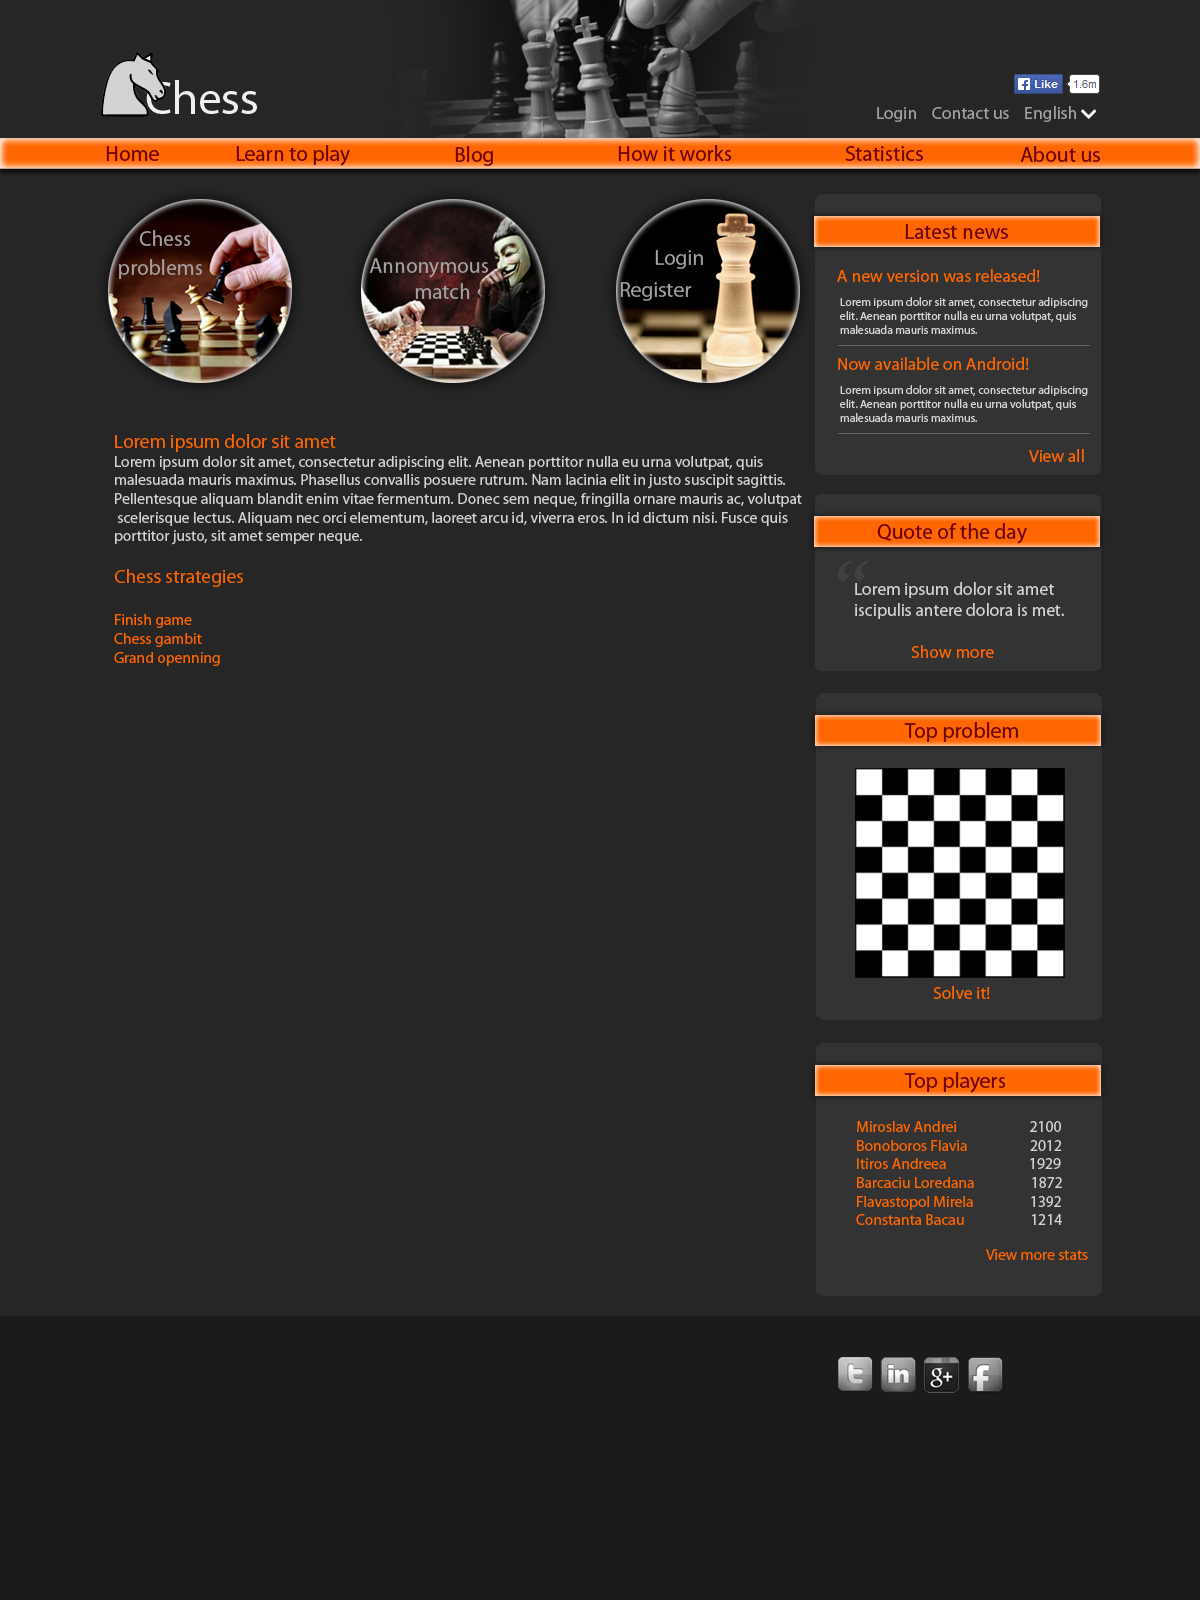 Chess
Like
1.6m
Login Contact us English
Home Learn to play Blog How it works Statistics About us
Chess
problems
Annonymous
match
Login
Register
Lorem ipsum dolor sit amet
Lorem ipsum dolor sit amet, consectetur adipiscing elit. Aenean porttitor nulla eu urna volutpat, quis
malesuada mauris maximus. Phasellus convallis posuere rutrum. Nam lacinia elit in justo suscipit sagittis.
Pellentesque aliquam blandit enim vitae fermentum. Donec sem neque, fringilla ornare mauris ac, volutpat
scelerisque lectus. Aliquam nec orci elementum, laoreet arcu id, viverra eros. In id dictum nisi. Fusce quis
porttitor justo, sit amet semper neque.
Chess strategies
Finish game
Chess gambit
Grand openning
Latest news
A new version was released!
Lorem ipsum dolor sit amet, consectetur adipiscing
elit. Aenean porttitor nulla eu urna volutpat, quis
malesuada mauris maximus.
Now available on Android!
Lorem ipsum dolor sit amet, consectetur adipiscing
elit. Aenean porttitor nulla eu urna volutpat, quis
malesuada mauris maximus.
View all
Quote of the day
“
Lorem ipsum dolor sit amet
iscipulis antere dolora is met.
Show more
Top problem
Solve it!
Top players
Miroslav Andrei 2100
Bonoboros Flavia 2012
Itiros Andreea 1929
Barcaciu Loredana 1872
Flavastopol Mirela 1392
Constanta Bacau 1214
View more stats
t in g+ f